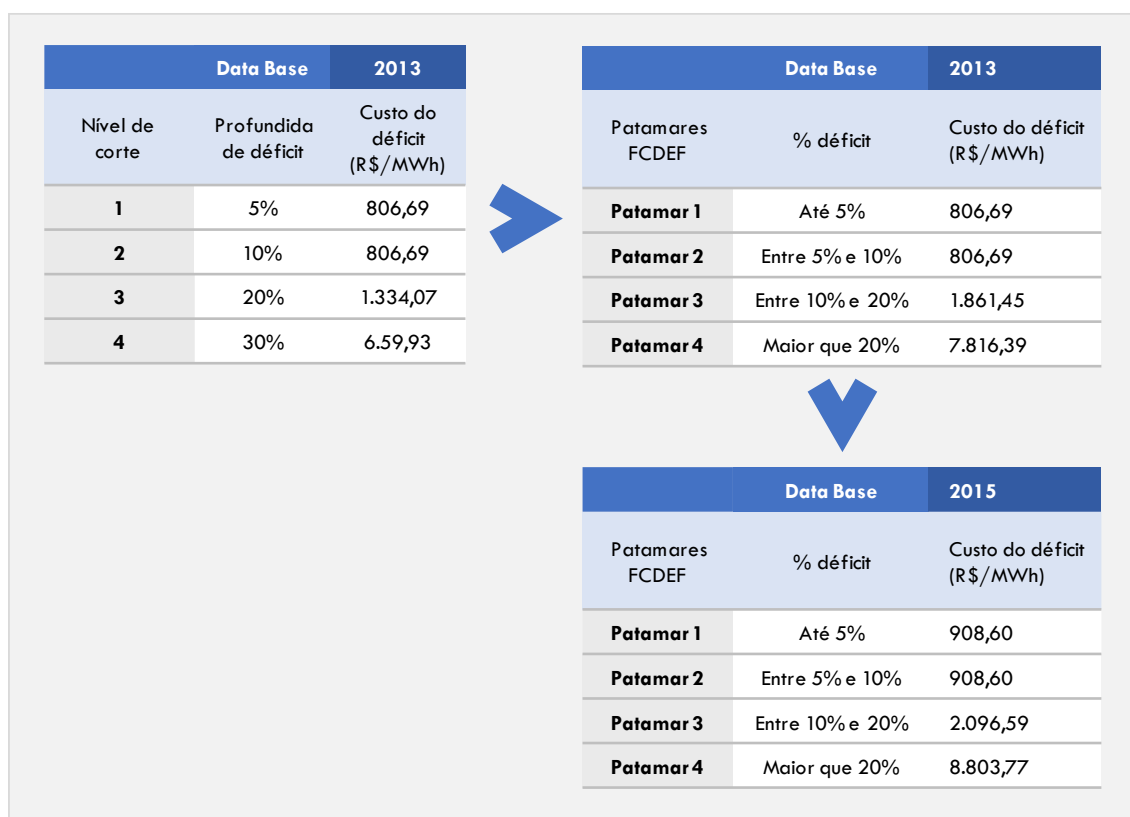 Data Base 2013
Nível de corte Profundida de déficit Custo do déficit (R$/MWh)
1 5% 806,69
2 10% 806,69
3 20% 1.334,07
4 30% 6.59,93
Data Base 2013
Patamares FCDEF % déficit Custo do déficit (R$/MWh)
Patamar 1 Até 5% 806,69
Patamar 2 Entre 5% e 10% 806,69
Patamar 3 Entre 10% e 20% 1.861,45
Patamar 4 Maior que 20% 7.816,39
Data Base 2015
Patamares FCDEF % déficit Custo do déficit (R$/MWh)
Patamar 1 Até 5% 908,60
Patamar 2 Entre 5% e 10% 908,60
Patamar 3 Entre 10% e 20% 2.096,59
Patamar 4 Maior que 20% 8.803,77